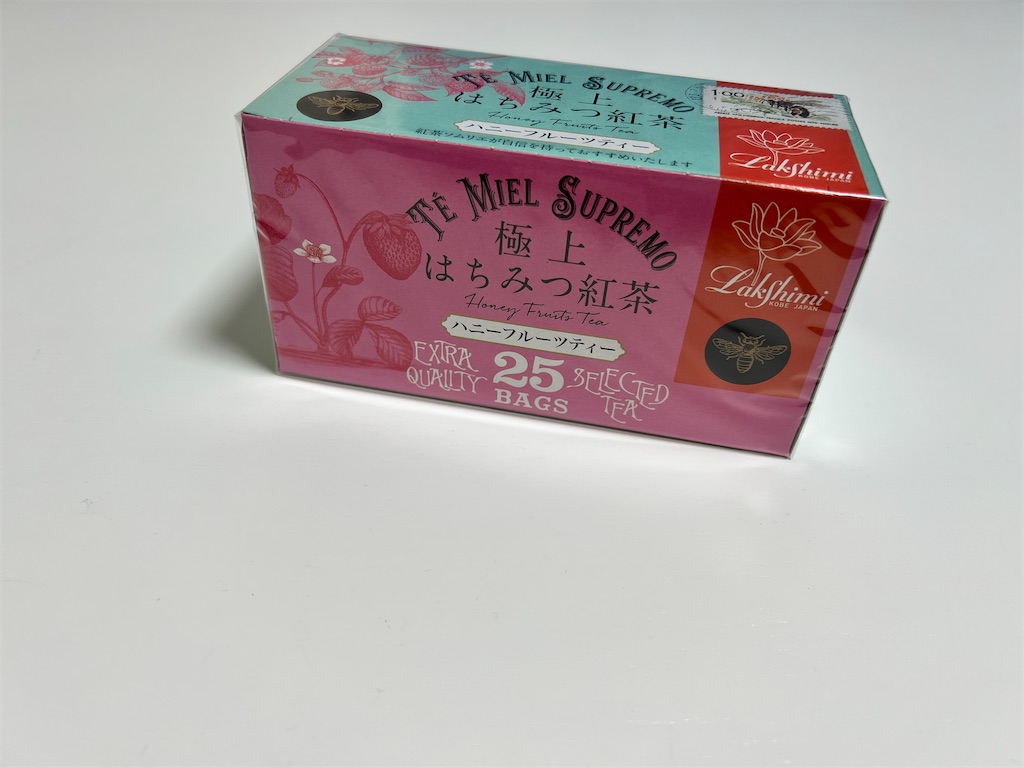 TÉ MIEL SUPREMO
極上
はちみつ紅茶
Honey Fruits Tea
ハニーフルーツティー
紅茶ソムリエが自信を持っておすすめいたします
100
Lakshimi
KOBE JAPAN
TÉ MIEL SUPREMO
極上
はちみつ紅茶
Honey Fruits Tea
ハニーフルーツティー
EXTRA
QUALITY
25
BAGS
SELECTED
TEA
Lakshimi
KOBE JAPAN